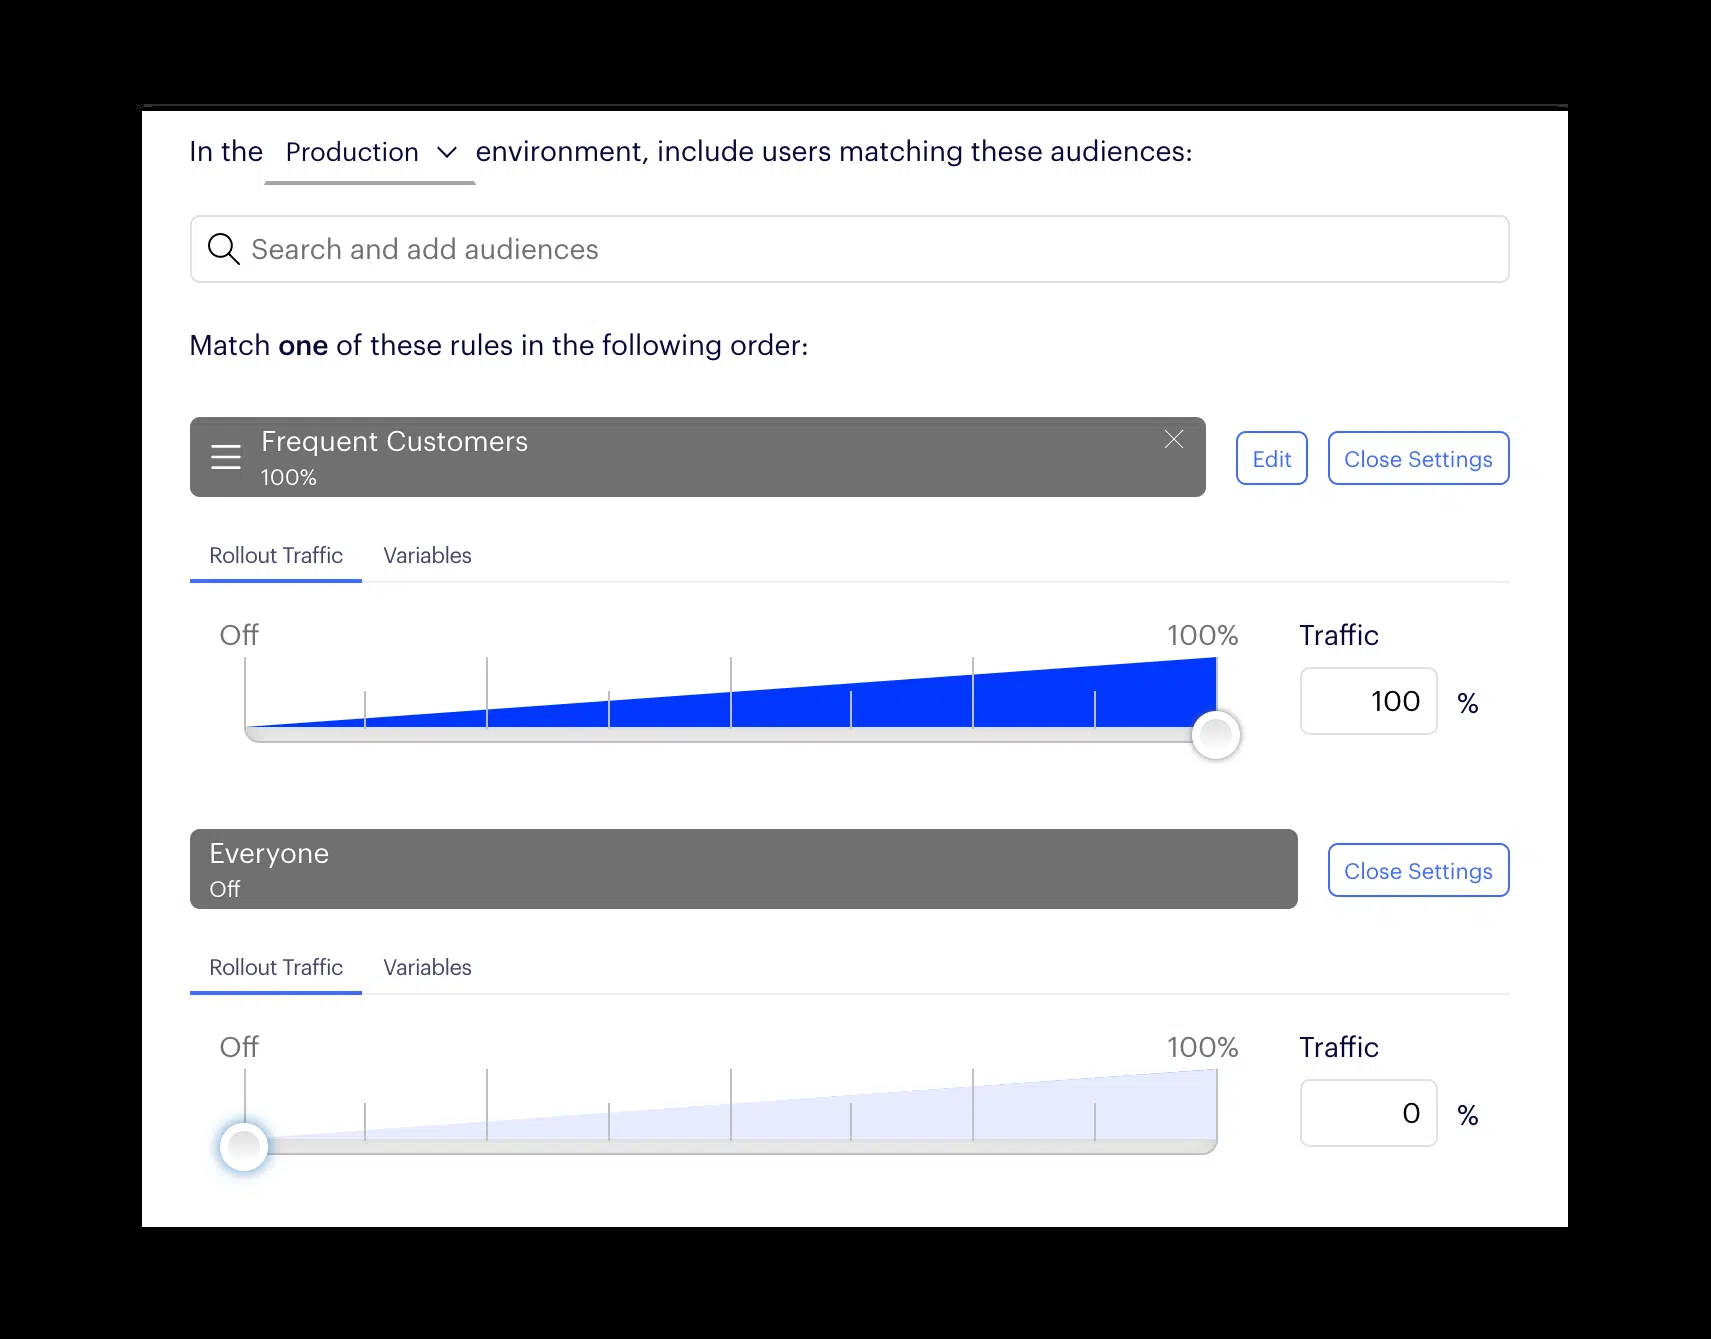 In the Production environment, include users matching these audiences:
Search and add audiences
Match one of these rules in the following order:
Frequent Customers
100%
Edit
Close Settings
Rollout Traffic Variables
Off 100% Traffic
100 %
Everyone
Off
Close Settings
Rollout Traffic Variables
Off 100% Traffic
0 %